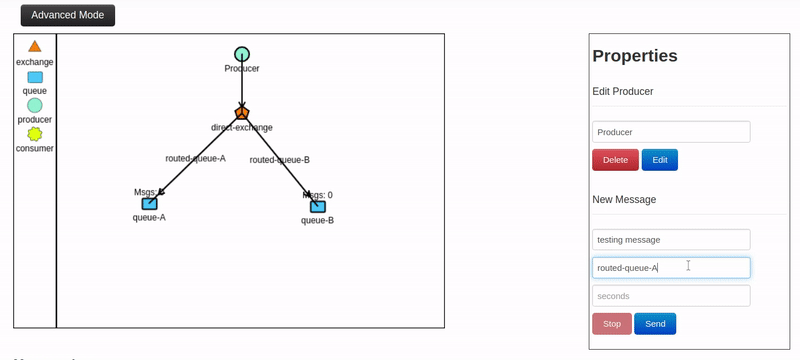 Advanced Mode
exchange
queue
producer
consumer
Producer
direct-exchange
routed-queue-A
routed-queue-B
Msgs:
queue-A
Msgs: 0
queue-B
Properties
Edit Producer
Producer
Delete
Edit
New Message
testing message
routed-queue-A
seconds
Stop
Send